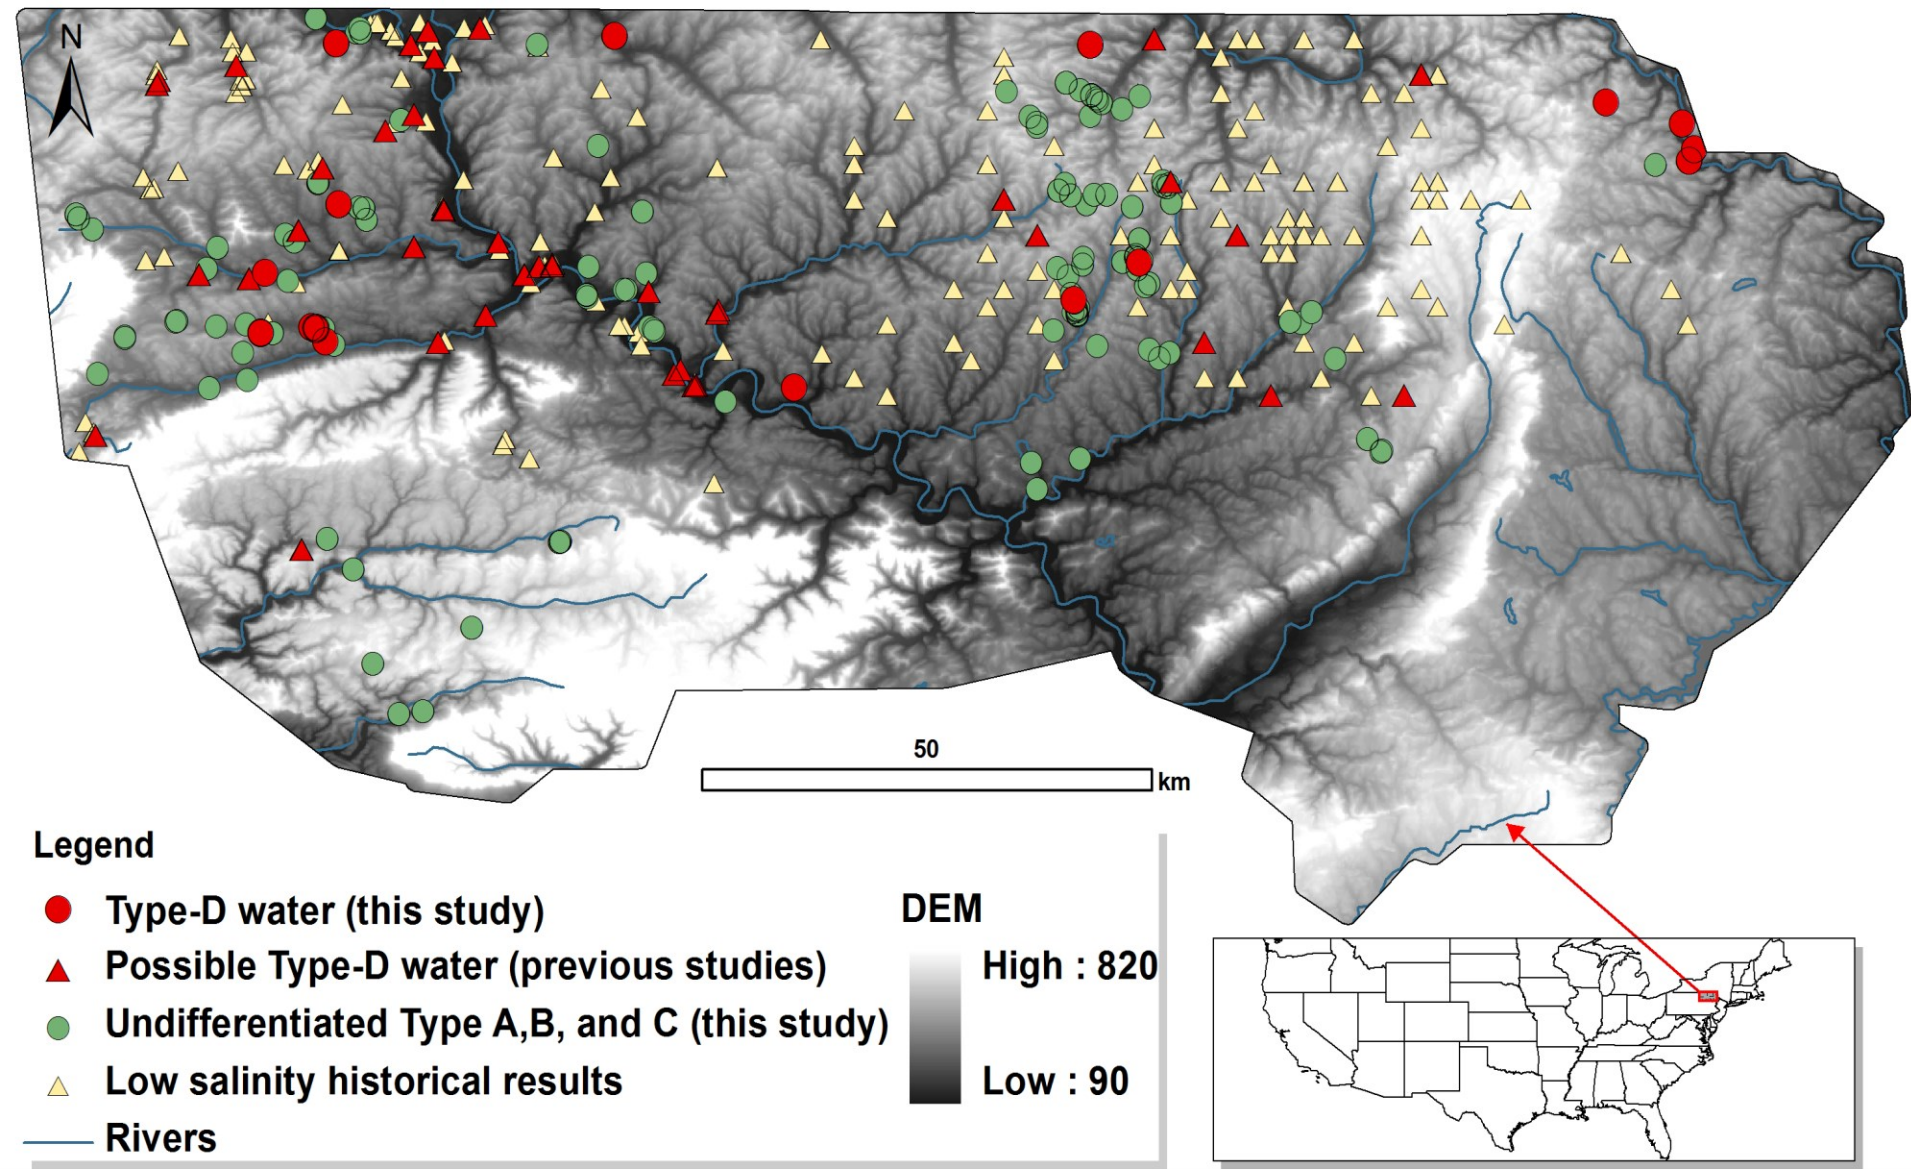 N
50
km
Legend
Type-D water (this study)
Possible Type-D water (previous studies)
Undifferentiated Type A,B, and C (this study)
Low salinity historical results
Rivers
DEM
High : 820
Low : 90